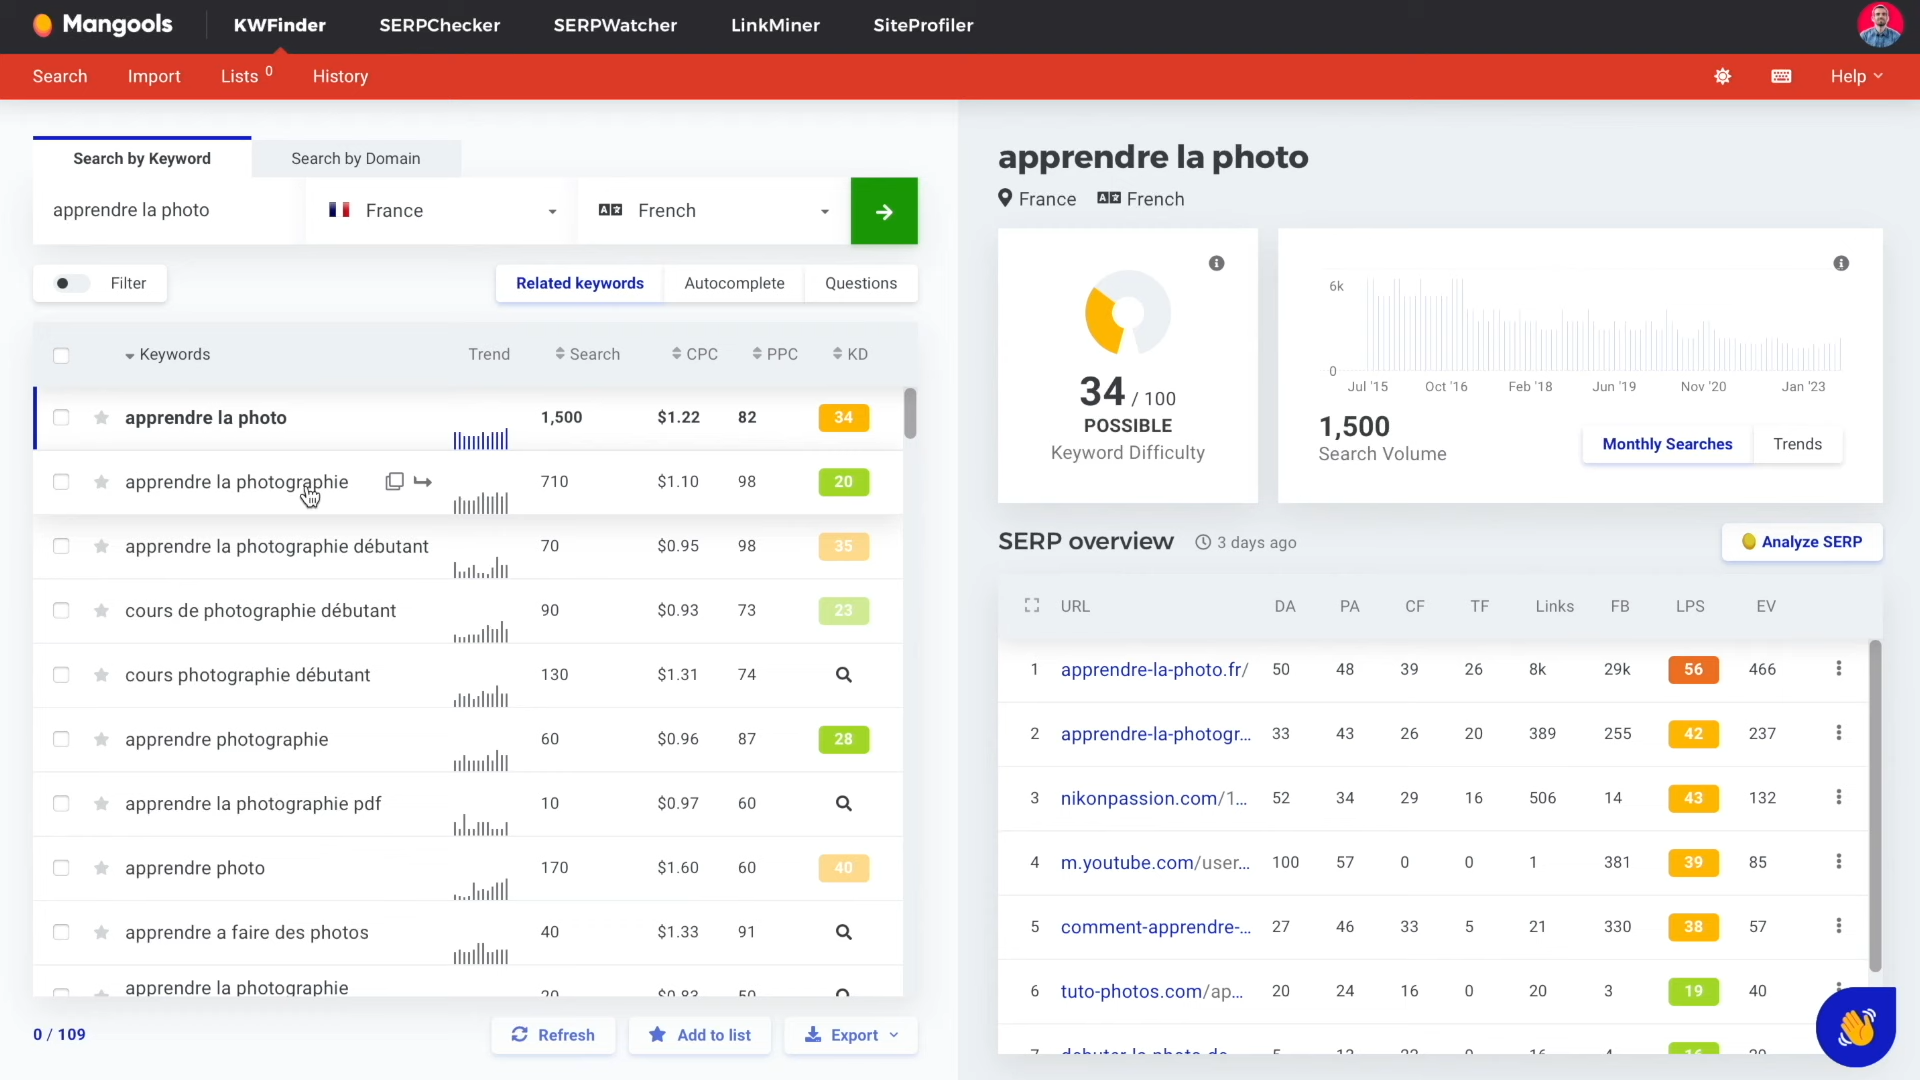 Mangools KWFinder SERPChecker SERPWatcher LinkMiner SiteProfiler
Search Import Lists 0 History Help
Search by Keyword Search by Domain
apprendre la photo France French
Filter Related keywords Autocomplete Questions
Keywords Trend Search CPC PPC KD
apprendre la photo 1,500 $1.22 82 34
apprendre la photographie 710 $1.10 98 20
apprendre la photographie débutant 70 $0.95 98 35
cours de photographie débutant 90 $0.93 73 23
cours photographie débutant 130 $1.31 74
apprendre photographie 60 $0.96 87 28
apprendre la photographie pdf 10 $0.97 60
apprendre photo 170 $1.60 60 40
apprendre a faire des photos 40 $1.33 91
apprendre la photographie
0 / 109 Refresh Add to list Export
apprendre la photo
France French
34 / 100
POSSIBLE
Keyword Difficulty
6k
0
Jul '15 Oct '16 Feb '18 Jun '19 Nov '20 Jan '23
1,500
Search Volume
Monthly Searches Trends
SERP overview 3 days ago Analyze SERP
URL DA PA CF TF Links FB LPS EV
1 apprendre-la-photo.fr/ 50 48 39 26 8k 29k 56 466
2 apprendre-la-photogr... 33 43 26 20 389 255 42 237
3 nikonpassion.com/1... 52 34 29 16 506 14 43 132
4 m.youtube.com/user... 100 57 0 0 1 381 39 85
5 comment-apprendre-... 27 46 33 5 21 330 38 57
6 tuto-photos.com/ap... 20 24 16 0 20 3 19 40